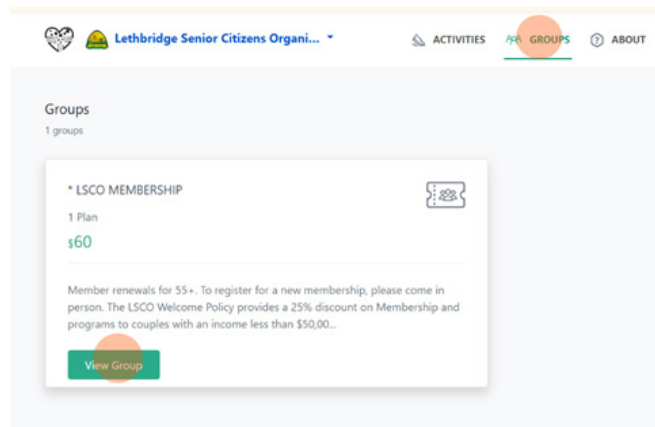 Lethbridge Senior Citizens Organi... ACTIVITIES GROUPS ABOUT
Groups
1 groups
* LSCO MEMBERSHIP
1 Plan
$60
Member renewals for 55+. To register for a new membership, please come in
person. The LSCO Welcome Policy provides a 25% discount on Membership and
programs to couples with an income less than $50,00...
View Group